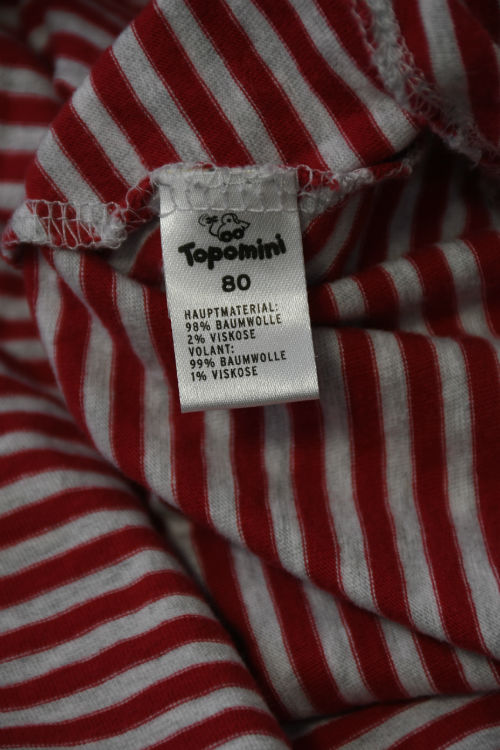 Topomini
80
HAUPTMATERIAL:
98% BAUMWOLLE
2% VISKOSE
VOLANT:
99% BAUMWOLLE
1% VISKOSE